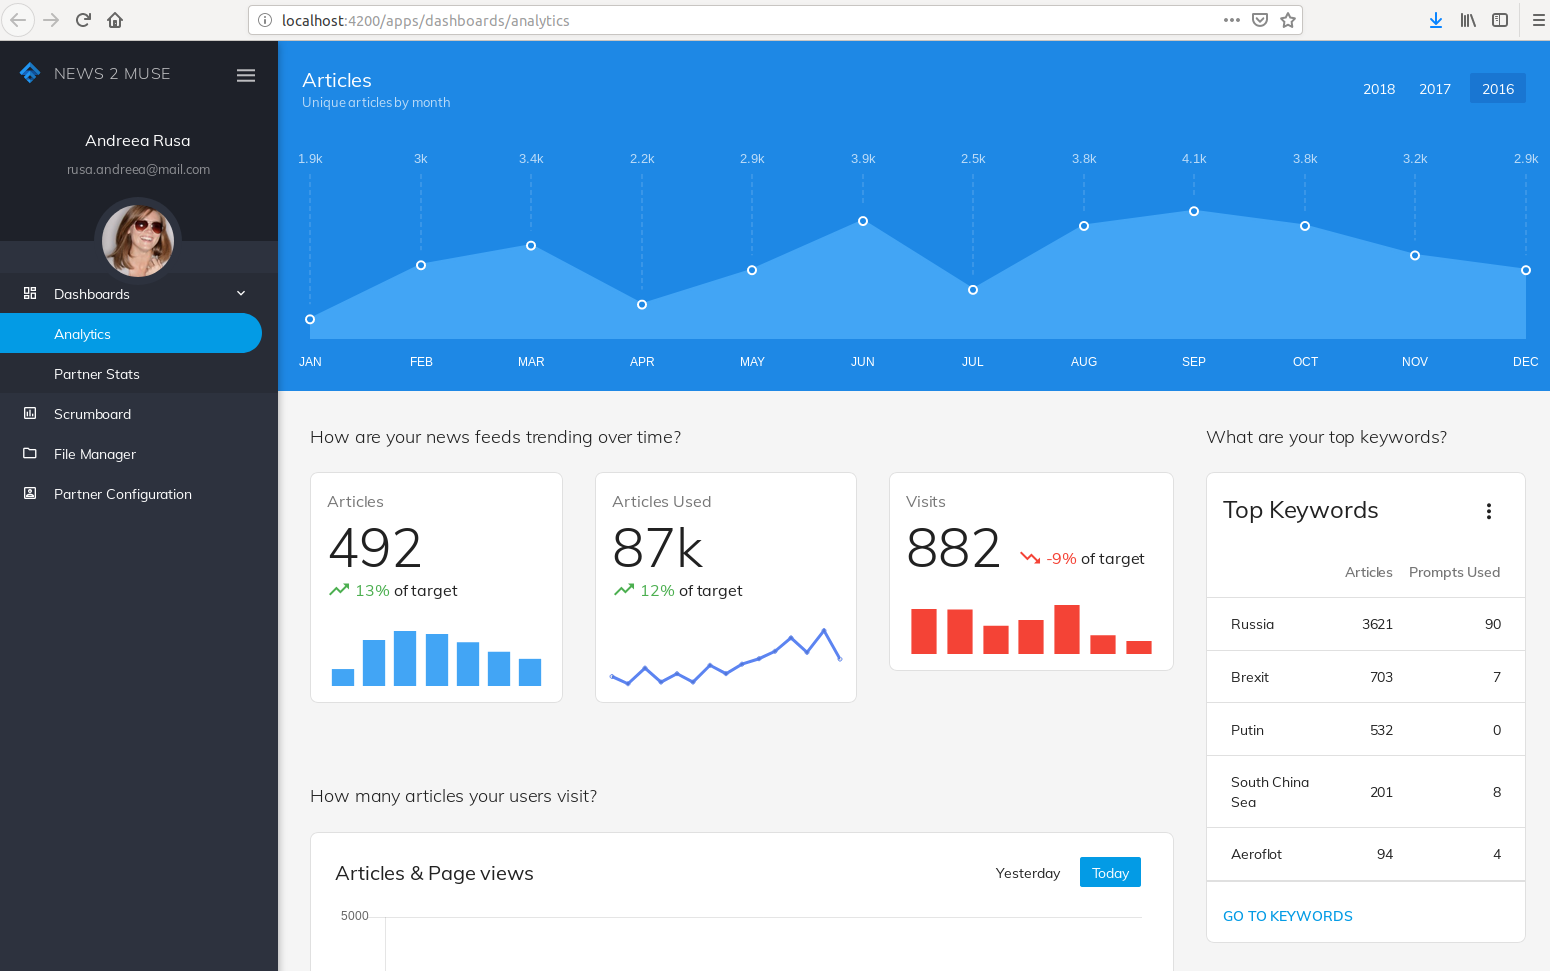 localhost:4200/apps/dashboards/analytics
NEWS 2 MUSE
Andreea Rusa
rusa.andreea@mail.com
Dashboards
Analytics
Partner Stats
Scrumboard
File Manager
Partner Configuration
Articles
Unique articles by month
2018 2017 2016
1.9k 3k 3.4k 2.2k 2.9k 3.9k 2.5k 3.8k 4.1k 3.8k 3.2k 2.9k
JAN FEB MAR APR MAY JUN JUL AUG SEP OCT NOV DEC
How are your news feeds trending over time?
Articles
492
13% of target
Articles Used
87k
12% of target
Visits
882
-9% of target
What are your top keywords?
Top Keywords
Articles Prompts Used
Russia 3621 90
Brexit 703 7
Putin 532 0
South China
Sea 201 8
Aeroflot 94 4
GO TO KEYWORDS
How many articles your users visit?
Articles & Page views
Yesterday Today
5000